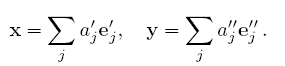 x = ∑_j a′_j e′_j,   y = ∑_j a″_j e″_j .